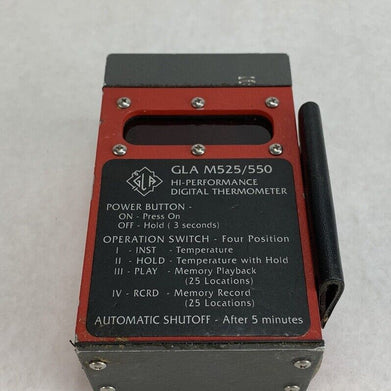 GLA
GLA M525/550
HI-PERFORMANCE
DIGITAL THERMOMETER
POWER BUTTON -
ON - Press On
OFF - Hold ( 3 seconds)
OPERATION SWITCH - Four Position
I - INST - Temperature
II - HOLD - Temperature with Hold
III - PLAY - Memory Playback
(25 Locations)
IV - RCRD - Memory Record
(25 Locations)
AUTOMATIC SHUTOFF - After 5 minutes